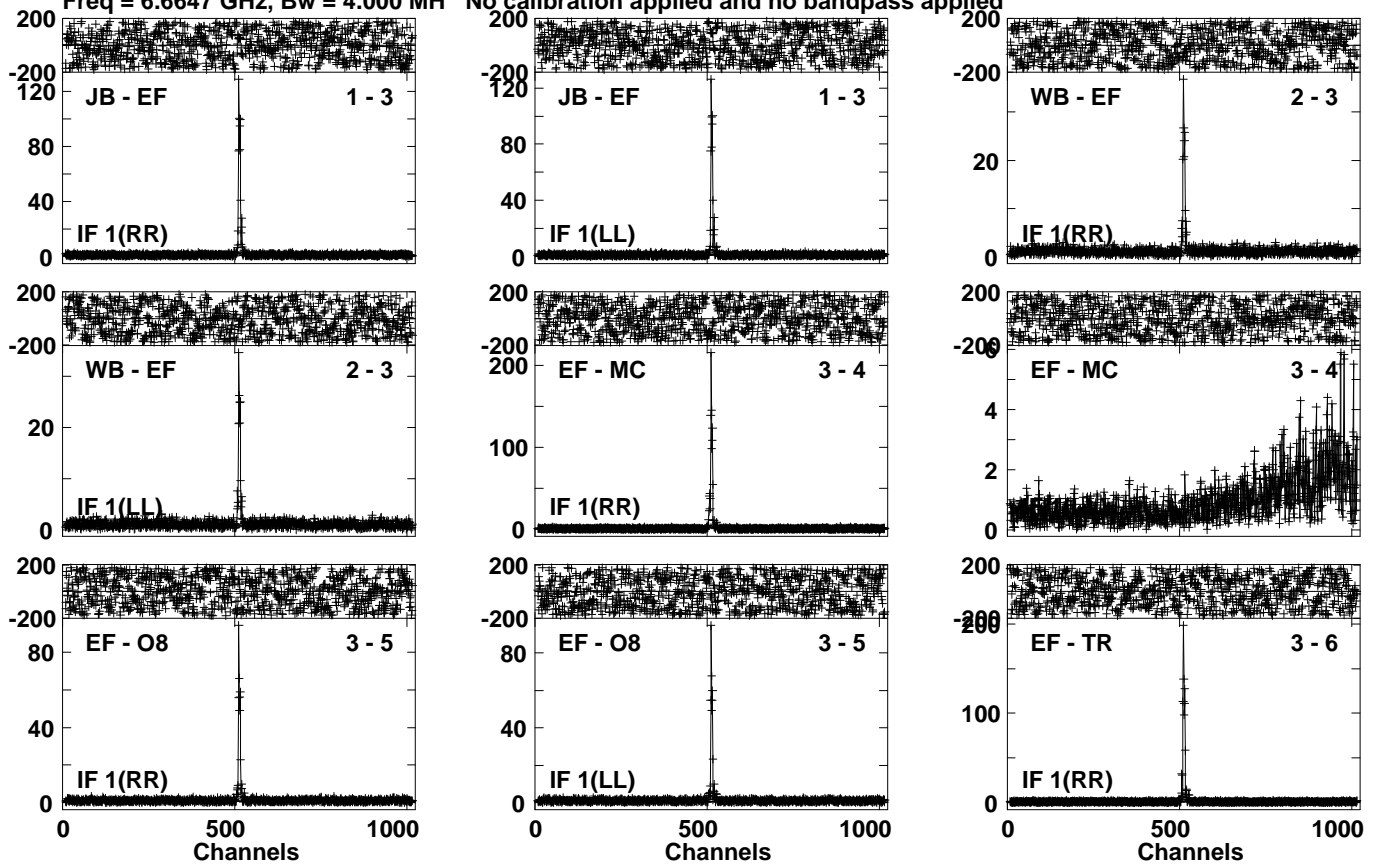 Freq = 6.6647 GHz, Bw = 4.000 MH No calibration applied and no bandpass applied
200 200 200
-200 -200 -200
120 120
JB - EF 1 - 3 JB - EF 1 - 3 WB - EF 2 - 3
80 80 20
40 40
IF 1(RR) IF 1(LL) IF 1(RR)
0 0 0
200 200 200
-200 -200 -200
6
WB - EF 2 - 3 EF - MC 3 - 4 EF - MC 3 - 4
200
4
20 100 2
IF 1(LL) IF 1(RR)
0 0 0
200 200 200
-200 -200 -200
200
EF - O8 3 - 5 EF - O8 3 - 5 EF - TR 3 - 6
80 80
40 40 100
IF 1(RR) IF 1(LL) IF 1(RR)
0 0 0
0 500 1000 0 500 1000 0 500 1000
Channels Channels Channels